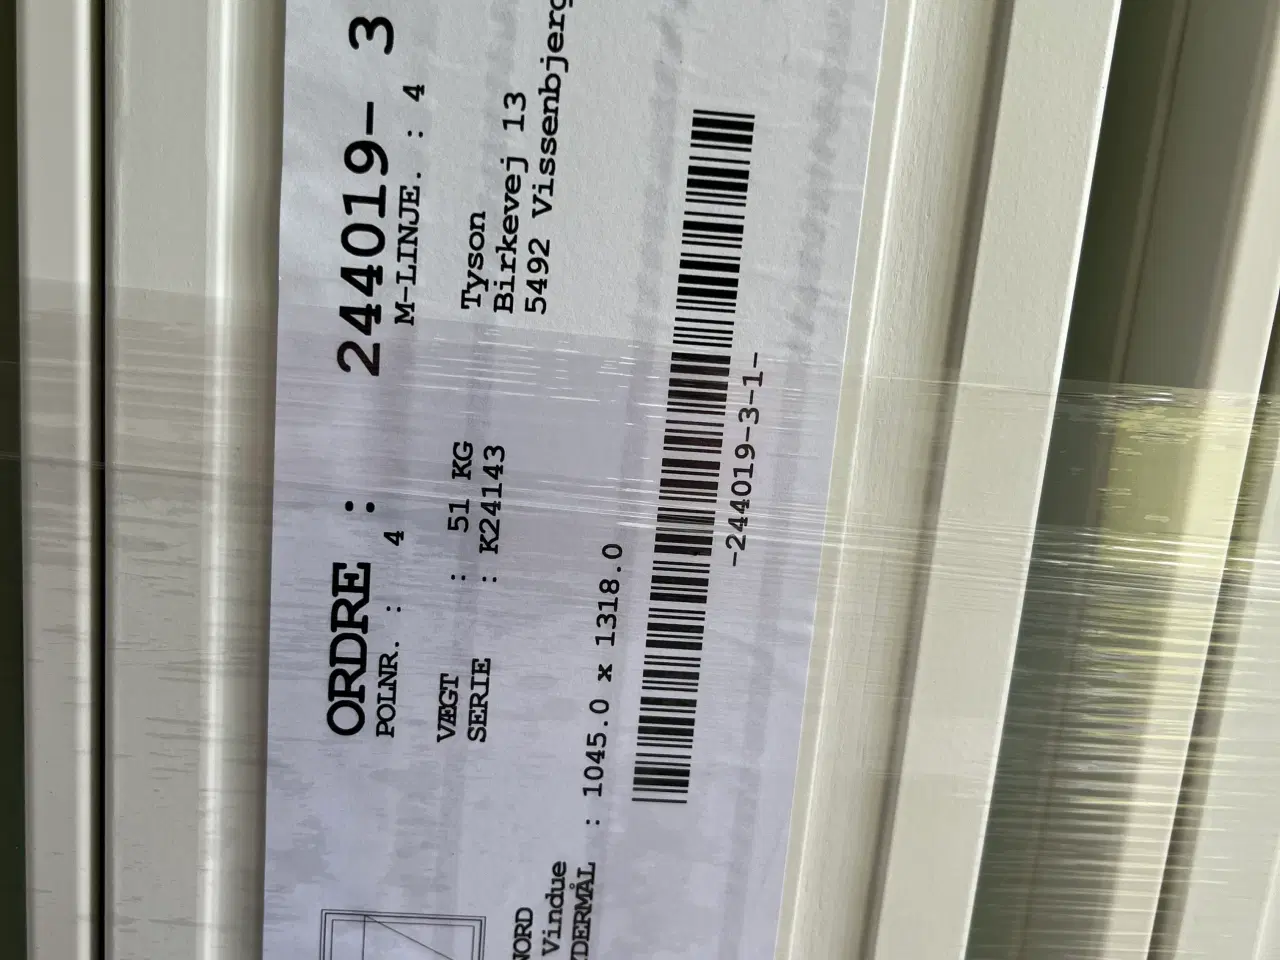 ORDRE : 244019- 3
POLNR. : 4 M-LINJE. : 4
VÆGT : 51 KG Tyson
SERIE : K24143 Birkevej 13
5492 Vissenbjerg
NORD
Vindue
YDERMÅL : 1045.0 x 1318.0
-244019-3-1-